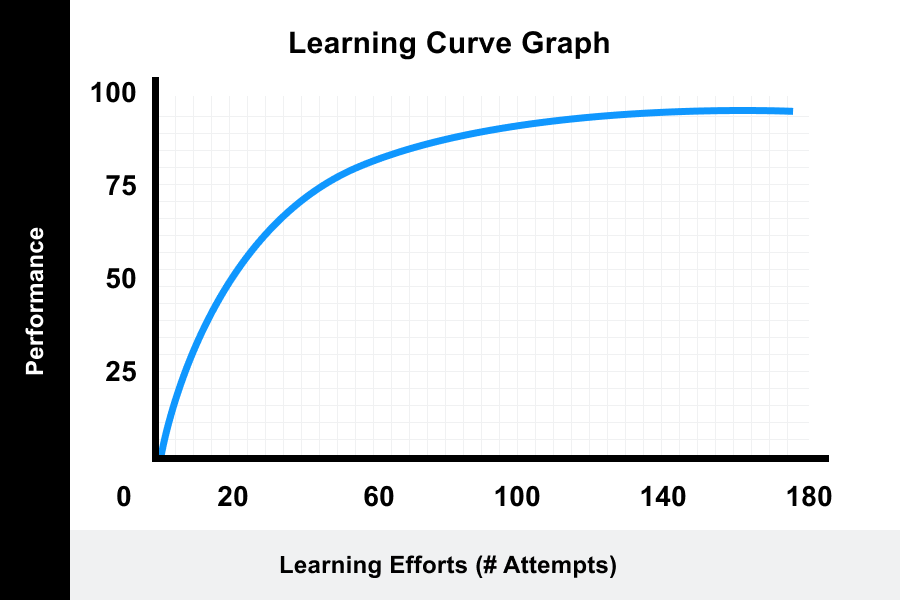 Learning Curve Graph
100
75
50
25
Performance
0 20 60 100 140 180
Learning Efforts (# Attempts)